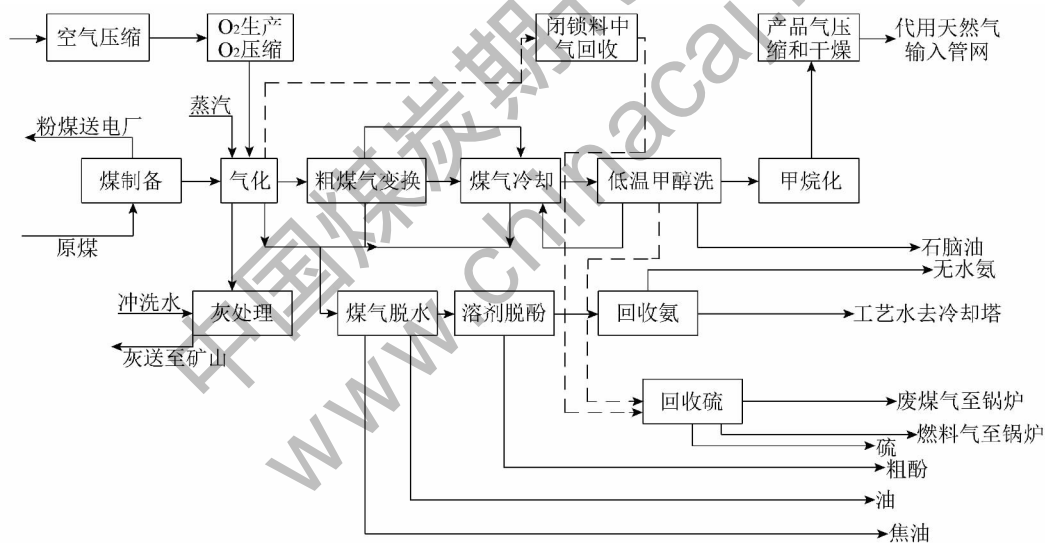 空气压缩
O₂生产
O₂压缩
闭锁料中
气回收
产品气压
缩和干燥
代用天然气
输入管网
蒸汽
粉煤送电厂
煤制备
气化
粗煤气变换
煤气冷却
低温甲醇洗
甲烷化
原煤
石脑油
无水氨
冲洗水
灰处理
煤气脱水
溶剂脱酚
回收氨
工艺水去冷却塔
灰送至矿山
回收硫
废煤气至锅炉
燃料气至锅炉
硫
粗酚
油
焦油
中国煤炭期
www.chinacaj.